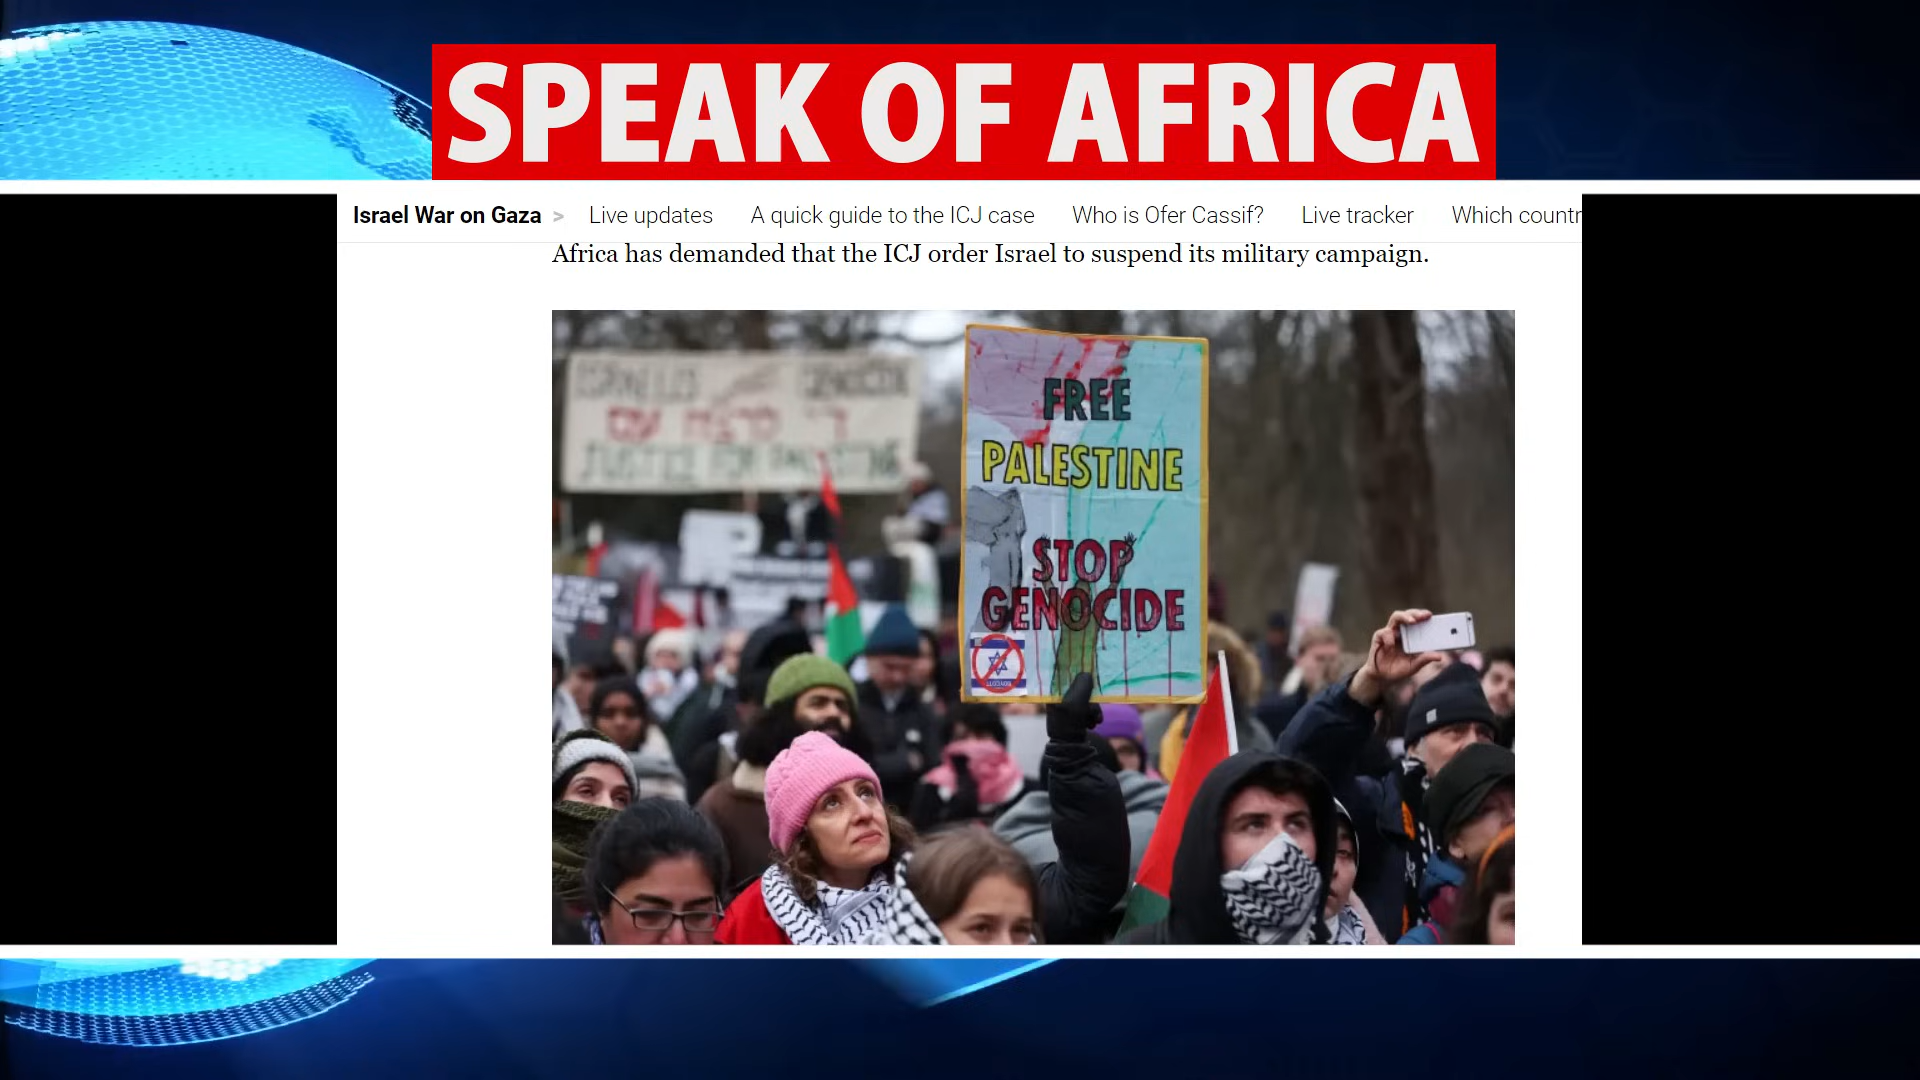 SPEAK OF AFRICA
Israel War on Gaza > Live updates A quick guide to the ICJ case Who is Ofer Cassif? Live tracker Which countr
Africa has demanded that the ICJ order Israel to suspend its military campaign.
JUSTICE FOR PALESTINE
FREE
PALESTINE
STOP
GENOCIDE